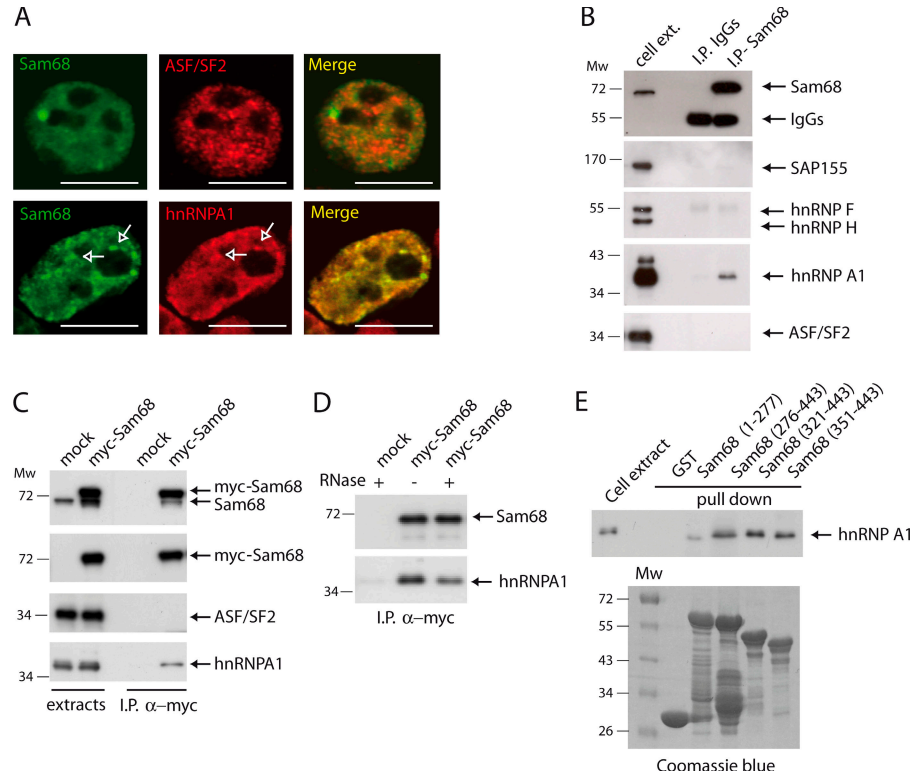 A
Sam68
ASF/SF2
Merge
Sam68
hnRNPA1
Merge
B
cell ext.
I.P. IgGs
I.P- Sam68
Mw
72
Sam68
55
IgGs
170
SAP155
55
hnRNP F
hnRNP H
43
hnRNP A1
34
34
ASF/SF2
C
mock
myc-Sam68
mock
myc-Sam68
Mw
72
myc-Sam68
Sam68
72
myc-Sam68
34
ASF/SF2
hnRNPA1
34
extracts
I.P. α–myc
D
mock
myc-Sam68
myc-Sam68
RNase
+
-
+
72
Sam68
hnRNPA1
34
I.P. α–myc
E
Cell extract
GST
Sam68 (1-277)
Sam68 (276-443)
Sam68 (321-443)
Sam68 (351-443)
pull down
hnRNP A1
Mw
72
55
43
34
26
Coomassie blue